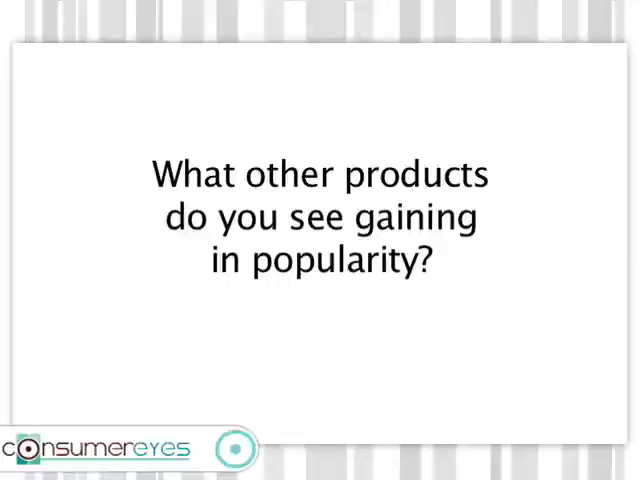 What other products
do you see gaining
in popularity?
consumereyes